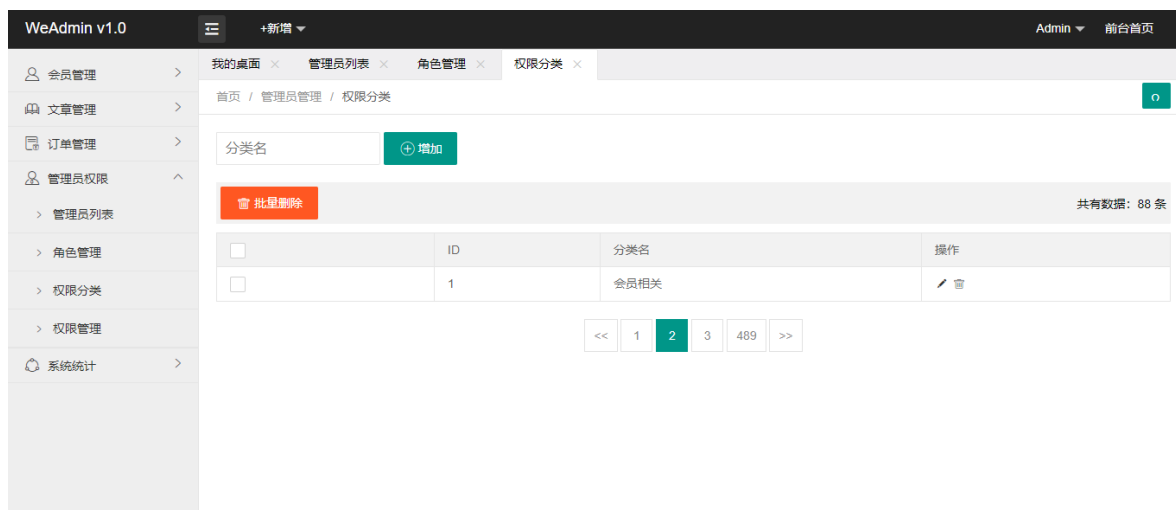 WeAdmin v1.0
+新增
Admin
前台首页
会员管理
文章管理
订单管理
管理员权限
管理员列表
角色管理
权限分类
权限管理
系统统计
我的桌面
管理员列表
角色管理
权限分类
首页 / 管理员管理 / 权限分类
分类名
增加
批量删除
共有数据：88 条
ID 分类名 操作
1 会员相关
<< 1 2 3 489 >>